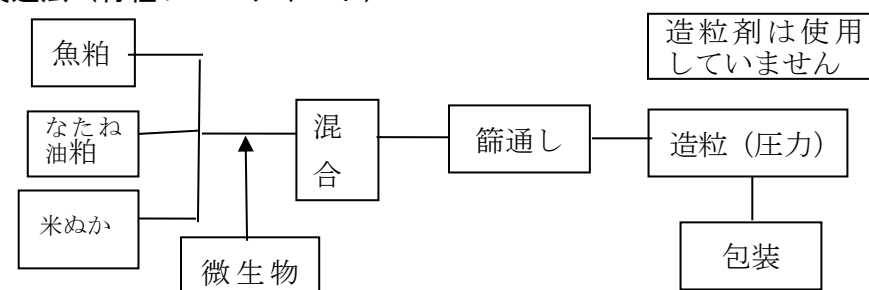 魚粕
なたね
油粕
米ぬか
微生物
混
合
篩通し
造粒（圧力）
包装
造粒剤は使用
していません